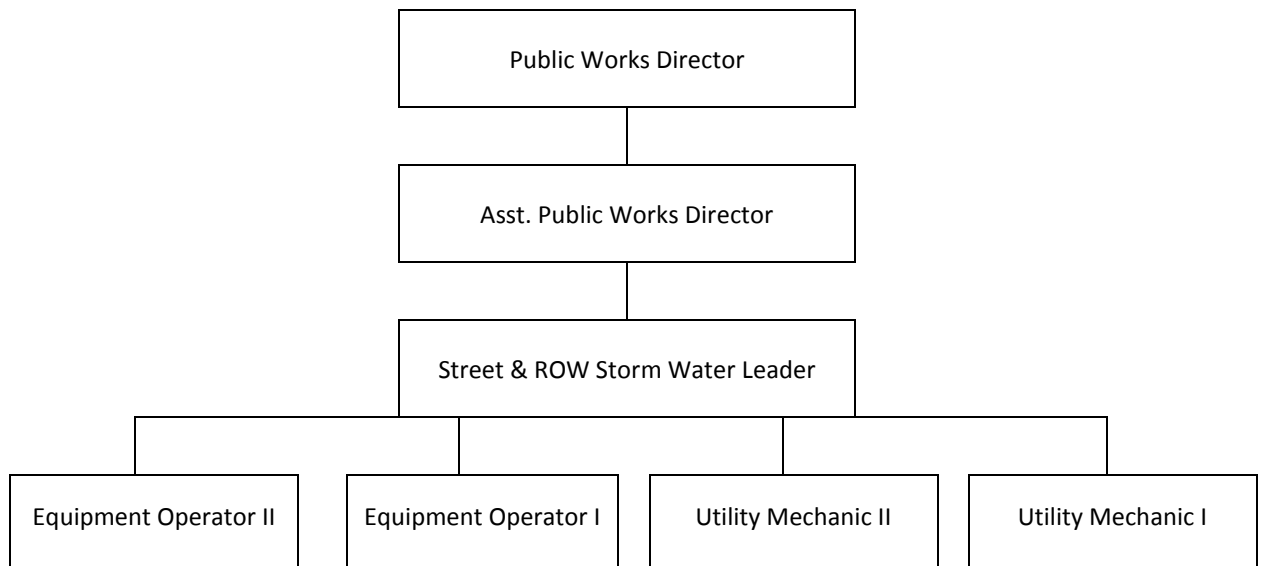 Public Works Director
Asst. Public Works Director
Street & ROW Storm Water Leader
Equipment Operator II
Equipment Operator I
Utility Mechanic II
Utility Mechanic I